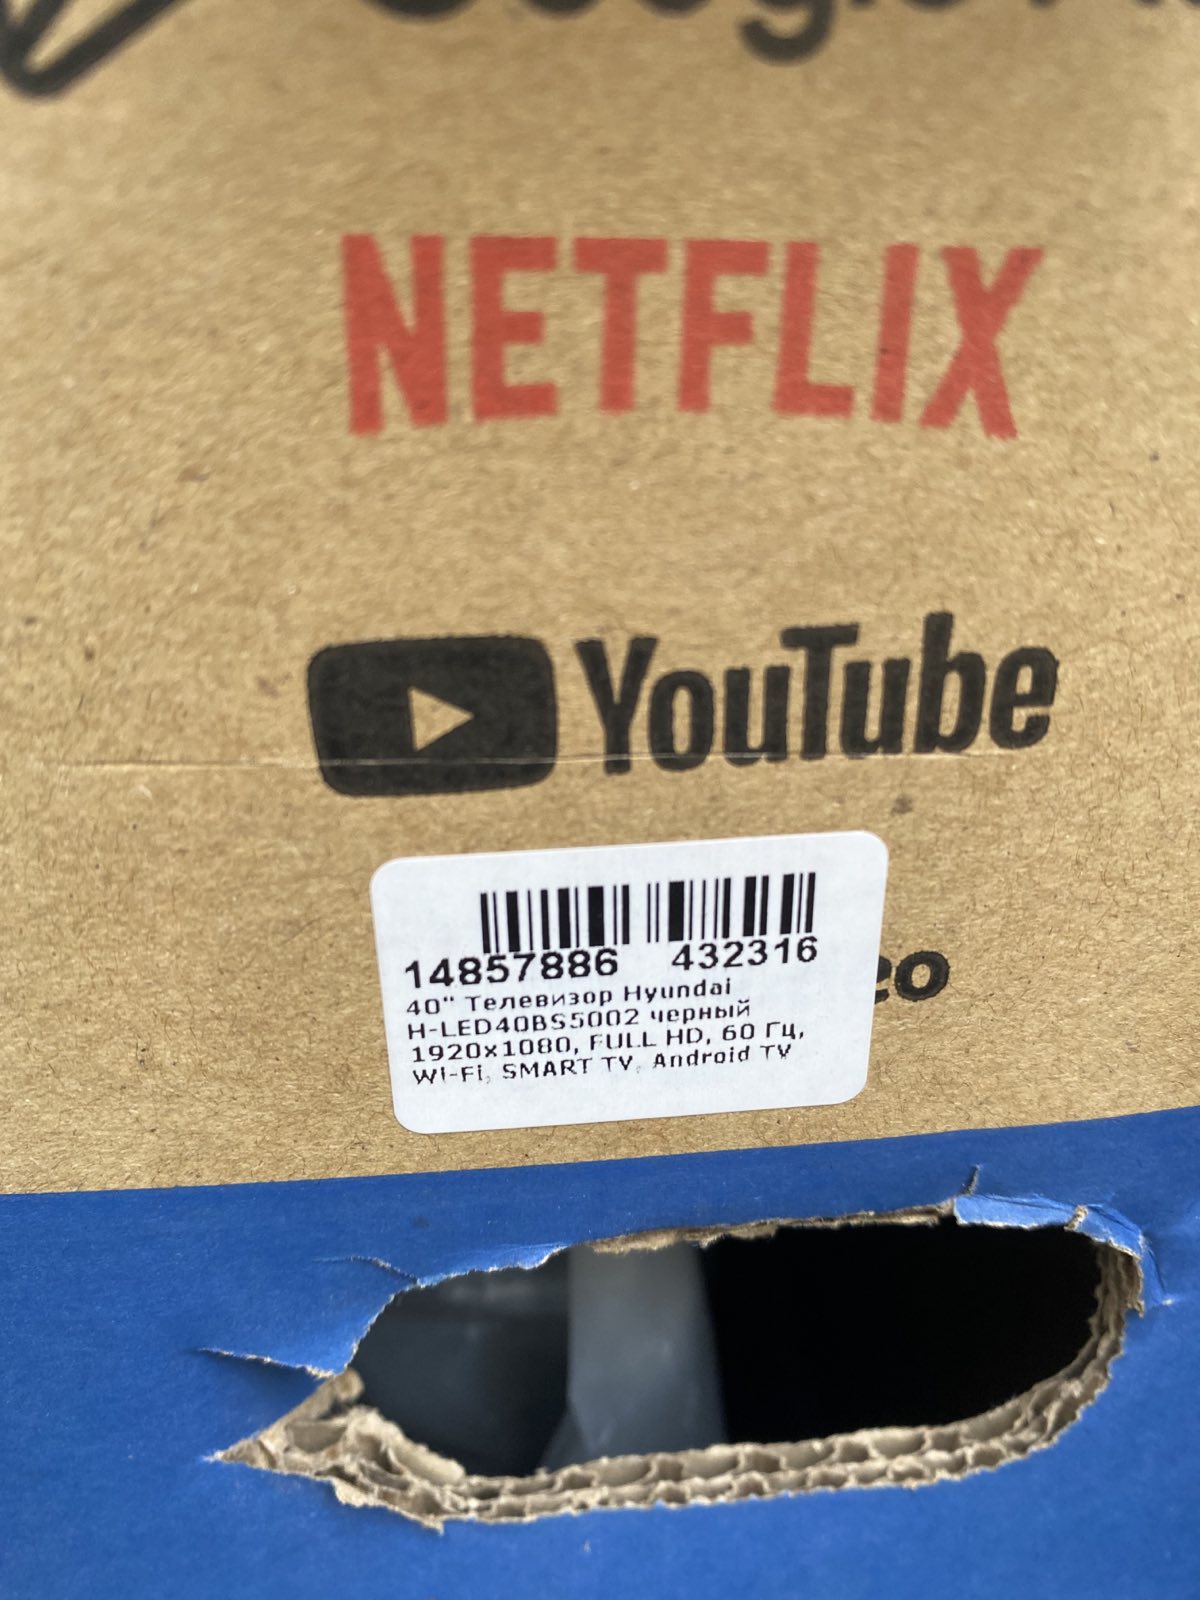 NETFLIX
YouTube
14857886 432316
40" Телевизор Hyundai
H-LED40BS5002 черный
1920x1080, FULL HD, 60 Гц,
Wi-Fi, SMART TV, Android TV